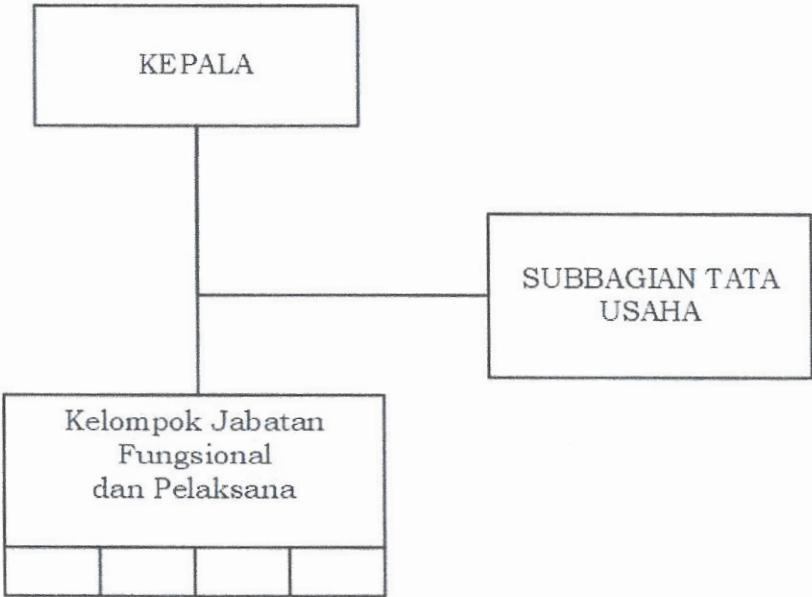 KEPALA
SUBBAGIAN TATA
USAHA
Kelompok Jabatan
Fungsional
dan Pelaksana